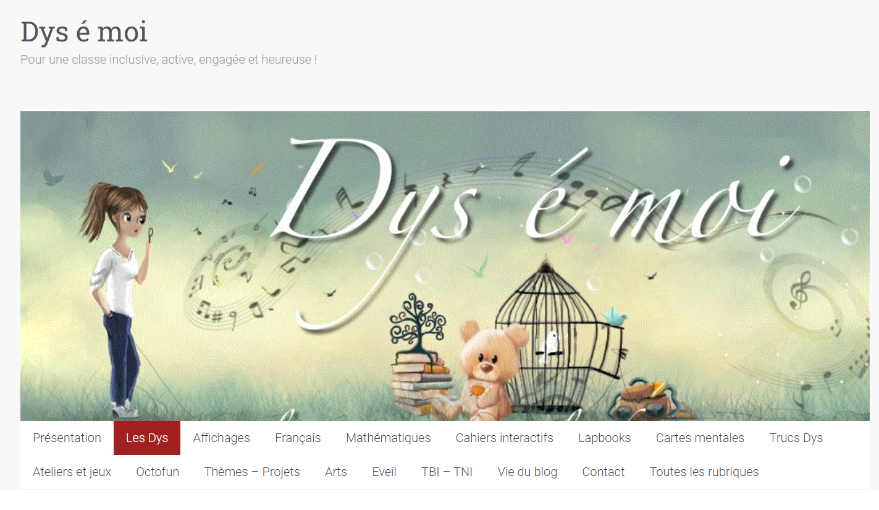 Dys é moi
Pour une classe inclusive, active, engagée et heureuse !
Dys é moi
Présentation Les Dys Affichages Français Mathématiques Cahiers interactifs Lapbooks Cartes mentales Trucs Dys
Ateliers et jeux Octofun Thèmes – Projets Arts Eveil TBI – TNI Vie du blog Contact Toutes les rubriques